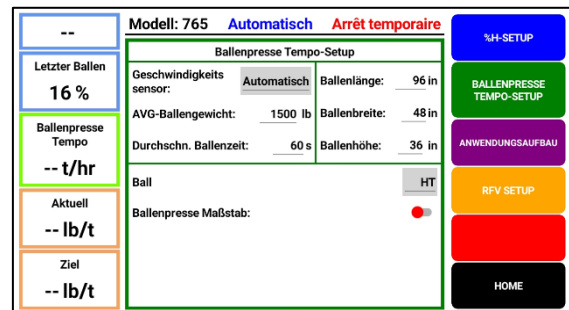 --
Letzter Ballen
16 %
Ballenpresse
Tempo
-- t/hr
Aktuell
-- lb/t
Ziel
-- lb/t
Modell: 765 Automatisch Arrêt temporaire
Ballenpresse Tempo-Setup
Geschwindigkeits
sensor: Automatisch
AVG-Ballengewicht: 1500 lb
Durchschn. Ballenzeit: 60 s
Ballenlänge: 96 in
Ballenbreite: 48 in
Ballenhöhe: 36 in
Ball HT
Ballenpresse Maßstab:
%H-SETUP
BALLENPRESSE
TEMPO-SETUP
ANWENDUNGSAUFBAU
RFV SETUP
HOME